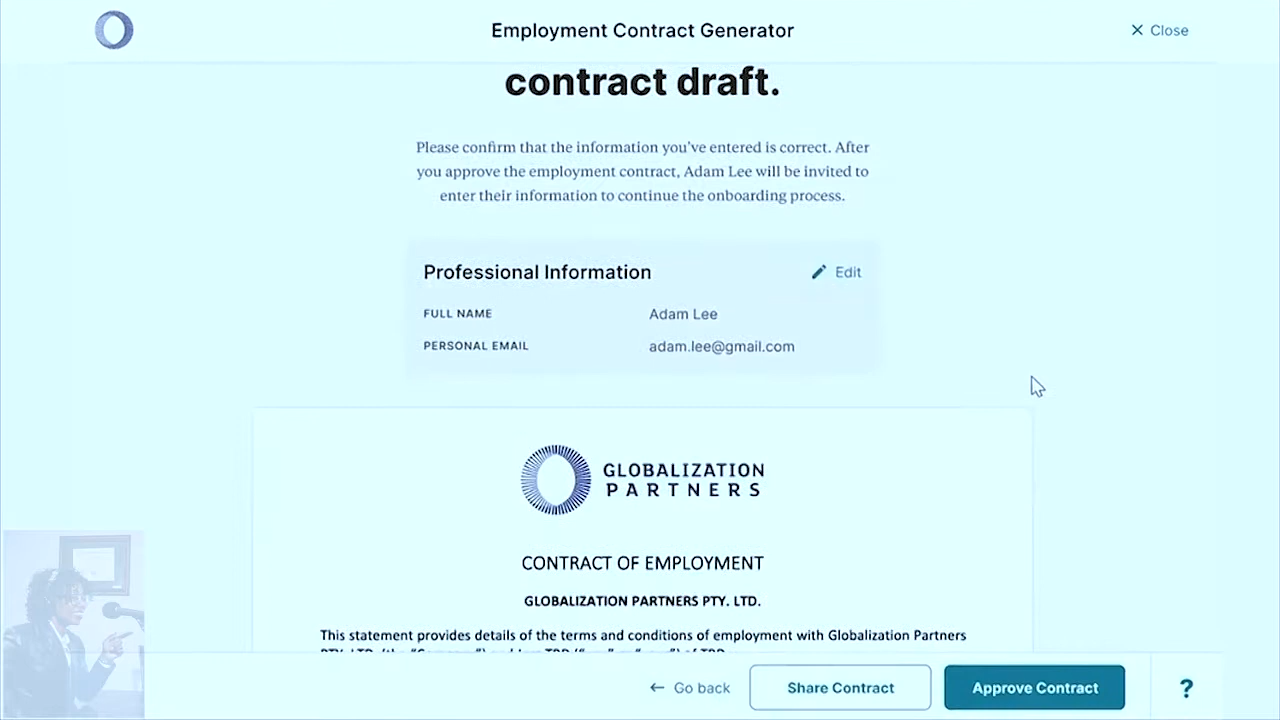 Employment Contract Generator
Close
contract draft.
Please confirm that the information you've entered is correct. After
you approve the employment contract, Adam Lee will be invited to
enter their information to continue the onboarding process.
Professional Information
Edit
FULL NAME
Adam Lee
PERSONAL EMAIL
adam.lee@gmail.com
GLOBALIZATION
PARTNERS
CONTRACT OF EMPLOYMENT
GLOBALIZATION PARTNERS PTY. LTD.
This statement provides details of the terms and conditions of employment with Globalization Partners
← Go back
Share Contract
Approve Contract
?